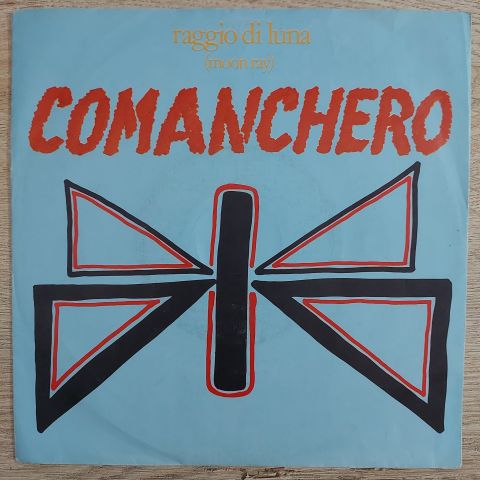 raggio di luna
(moon ray)
COMANCHERO